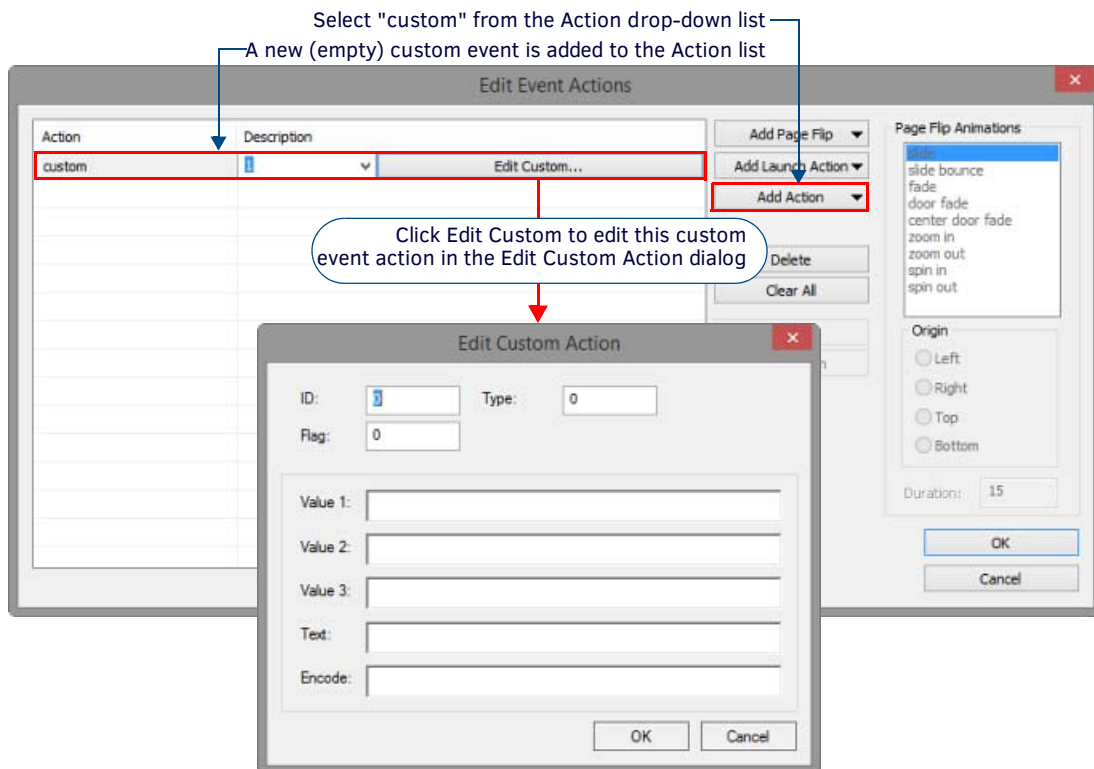 Select "custom" from the Action drop-down list
A new (empty) custom event is added to the Action list
Edit Event Actions
Action Description
custom 1 Edit Custom...
Add Page Flip
Add Launch Action
Add Action
Delete
Clear All
Click Edit Custom to edit this custom
event action in the Edit Custom Action dialog
Page Flip Animations
slide
slide bounce
fade
door fade
center door fade
zoom in
zoom out
spin in
spin out
Origin
Left
Right
Top
Bottom
Duration: 15
OK
Cancel
Edit Custom Action
ID: 0 Type: 0
Flag: 0
Value 1:
Value 2:
Value 3:
Text:
Encode:
OK Cancel